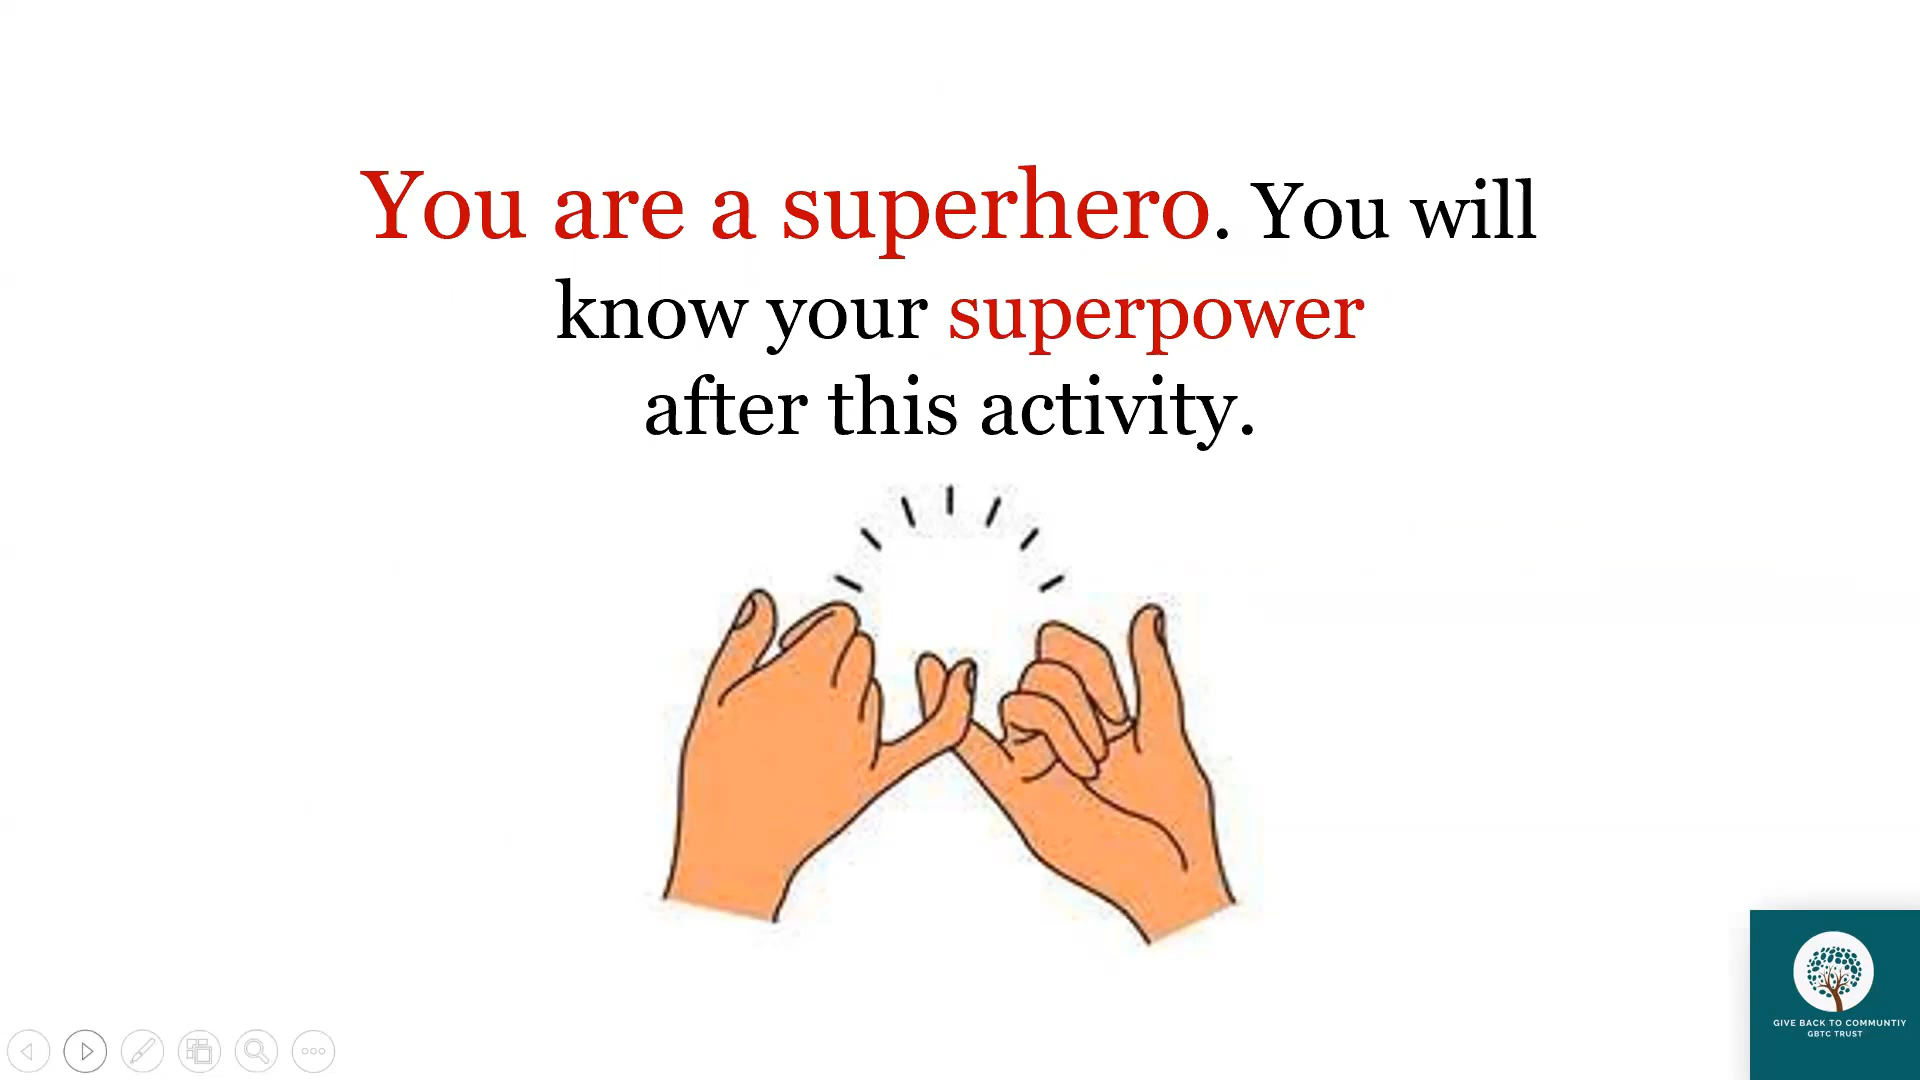 You are a superhero. You will
know your superpower
after this activity.
GIVE BACK TO COMMUNTIY
GBTC TRUST